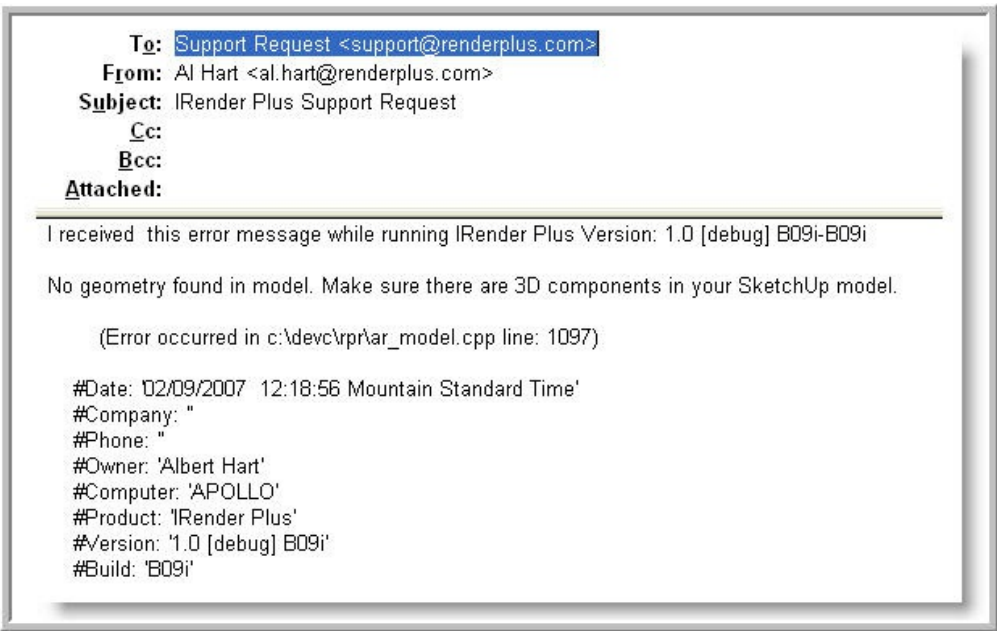 To: Support Request <support@renderplus.com>
From: Al Hart <al.hart@renderplus.com>
Subject: IRender Plus Support Request
Cc:
Bcc:
Attached:
I received  this error message while running IRender Plus Version: 1.0 [debug] B09i-B09i
No geometry found in model. Make sure there are 3D components in your SketchUp model.
(Error occurred in c:\devc\rpr\ar_model.cpp line: 1097)
#Date: '02/09/2007  12:18:56 Mountain Standard Time'
#Company: ''
#Phone: ''
#Owner: 'Albert Hart'
#Computer: 'APOLLO'
#Product: 'IRender Plus'
#Version: '1.0 [debug] B09i'
#Build: 'B09i'